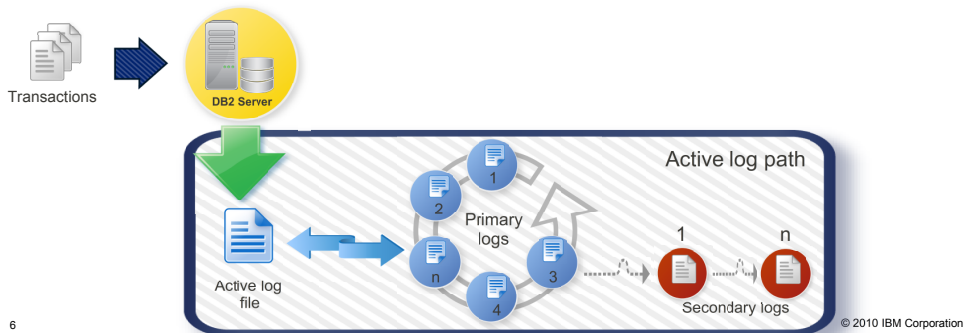 Transactions
DB2 Server
Active log path
1
2
Primary
logs
n
3
4
1
n
Active log
file
Secondary logs
6
© 2010 IBM Corporation